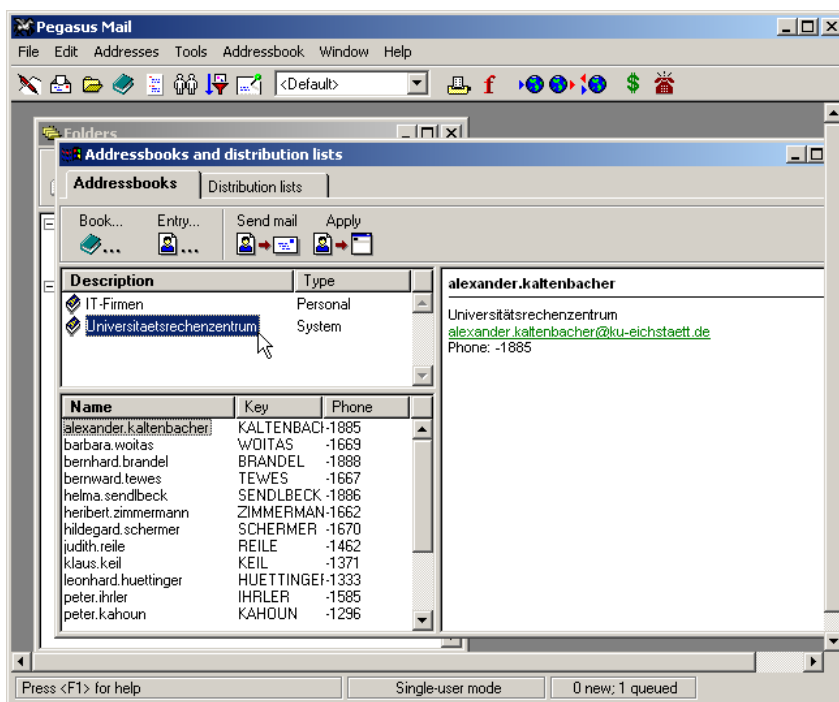 Pegasus Mail
File Edit Addresses Tools Addressbook Window Help
<Default>
Folders
Addressbooks and distribution lists
Addressbooks Distribution lists
Book... Entry... Send mail Apply
Description Type
IT-Firmen Personal
Universitaetsrechenzentrum System
Name Key Phone
alexander.kaltenbacher KALTENBACH -1885
barbara.woitas WOITAS -1669
bernhard.brandel BRANDEL -1888
bernward.tewes TEWES -1667
helma.sendlbeck SENDLBECK -1886
heribert.zimmermann ZIMMERMAN -1662
hildegard.schermer SCHERMER -1670
judith.reile REILE -1462
klaus.keil KEIL -1371
leonhard.huettinger HUETTINGER -1333
peter.ihrler IHRLER -1585
peter.kahoun KAHOUN -1296
alexander.kaltenbacher
Universitätsrechenzentrum
alexander.kaltenbacher@ku-eichstaett.de
Phone: -1885
Press <F1> for help Single-user mode 0 new; 1 queued